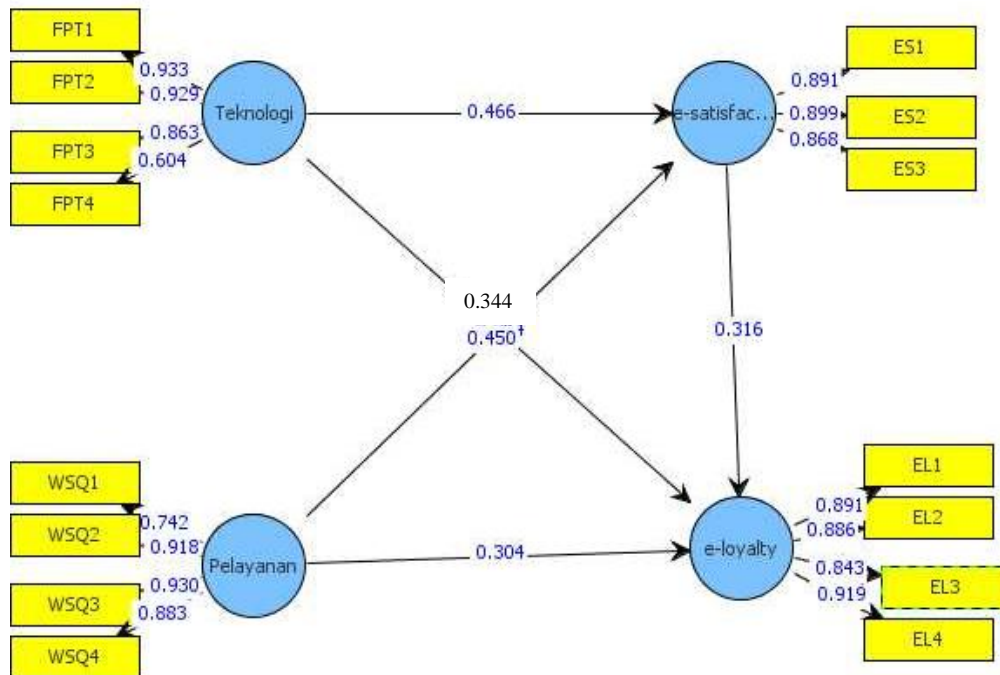 FPT1
FPT2
FPT3
FPT4
0.933
0.929
0.863
0.604
Teknologi
0.466
e-satisfac...
0.891
0.899
0.868
ES1
ES2
ES3
0.344
0.450
0.316
WSQ1
WSQ2
WSQ3
WSQ4
0.742
0.918
0.930
0.883
Pelayanan
0.304
e-loyalty
0.891
0.886
0.843
0.919
EL1
EL2
EL3
EL4